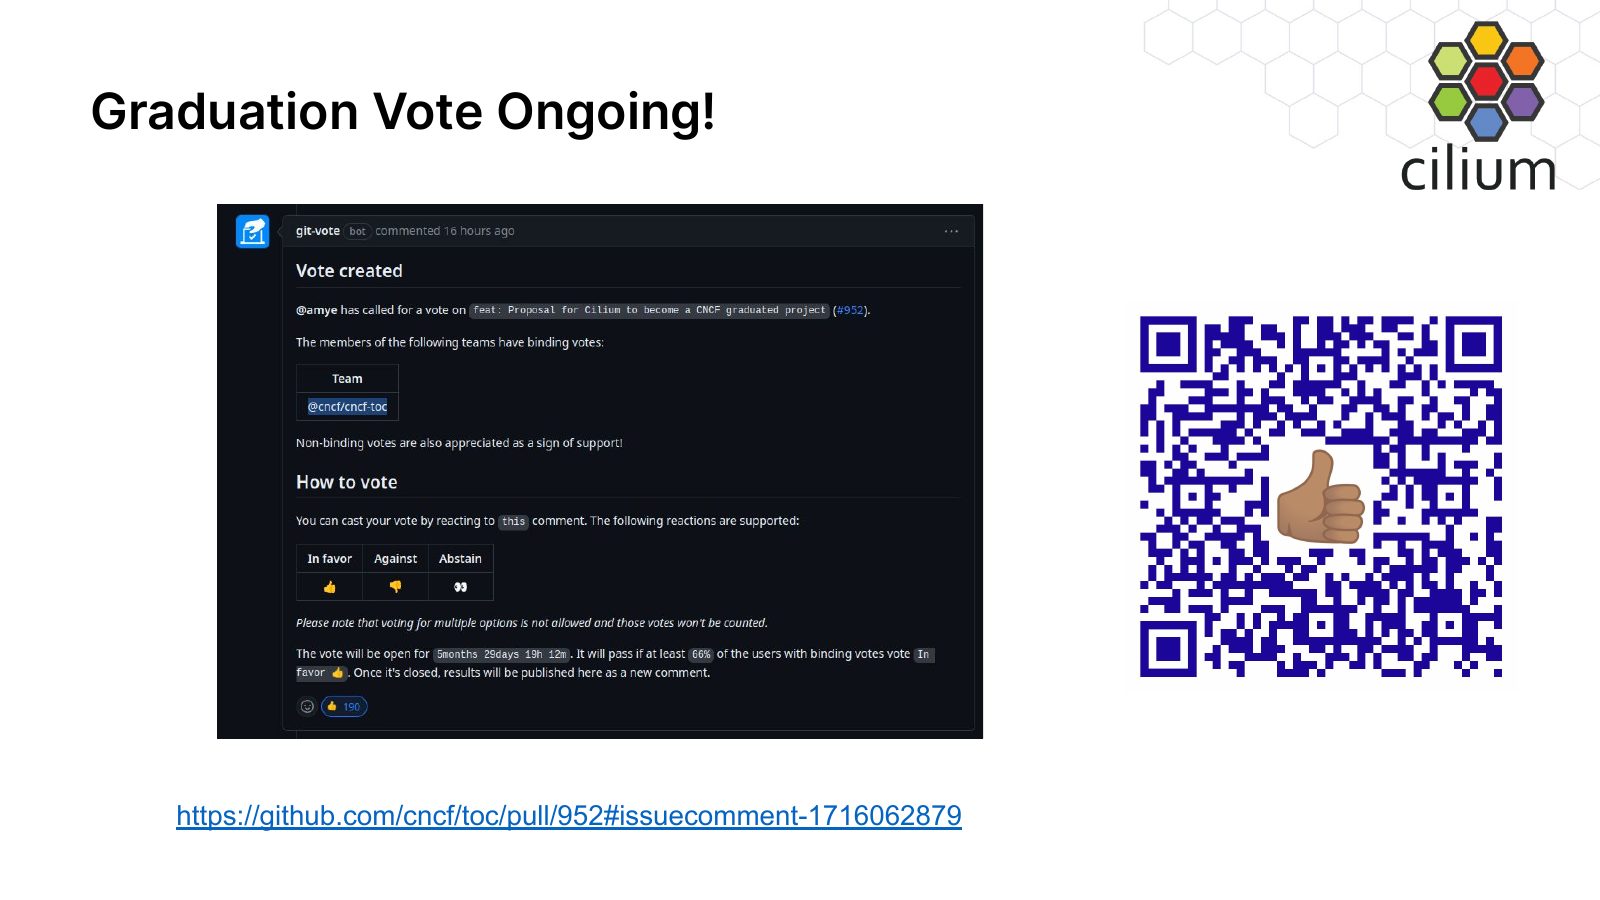 Graduation Vote Ongoing!
cilium
git-vote bot commented 16 hours ago
Vote created
@amye has called for a vote on feat: Proposal for Cilium to become a CNCF graduated project (#952).
The members of the following teams have binding votes:
Team
@cncf/cncf-toc
Non-binding votes are also appreciated as a sign of support!
How to vote
You can cast your vote by reacting to this comment. The following reactions are supported:
In favor Against Abstain
👍 👎 👀
Please note that voting for multiple options is not allowed and those votes won't be counted.
The vote will be open for 5months 29days 19h 12m. It will pass if at least 66% of the users with binding votes vote In
favor 👍. Once it's closed, results will be published here as a new comment.
👍 190
https://github.com/cncf/toc/pull/952#issuecomment-1716062879